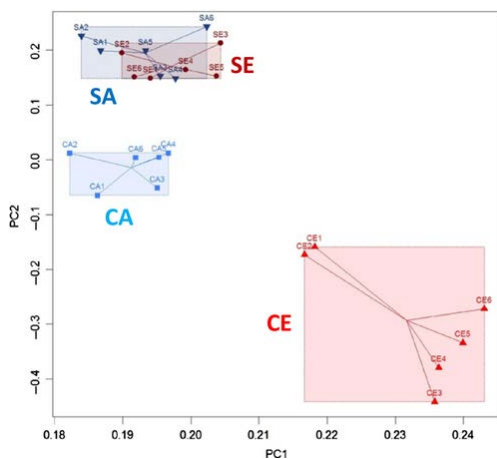 SA6
SA2
SE3
0.2
SA1
SA5
SE2
SE
SE4
SE6
SA3
SE5
0.1
SA
CA2
CA6
CA4
0.0
CA1
CA3
−0.1
CA
PC2
CE1
CE2
−0.2
CE6
−0.3
CE
CE5
CE4
−0.4
CE3
0.18
0.19
0.20
0.21
0.22
0.23
0.24
PC1